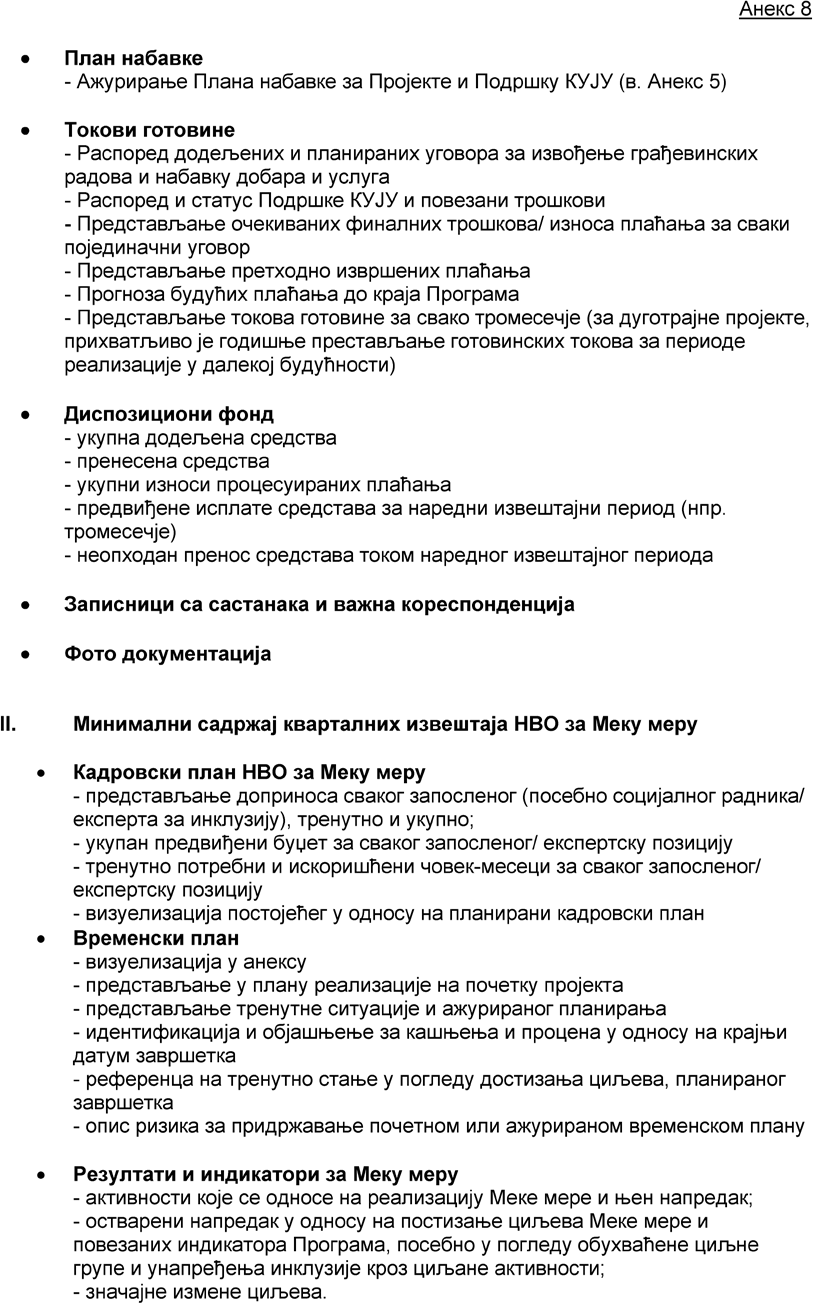 Анекс 8
• План набавке
- Ажурирање Плана набавке за Пројекте и Подршку КУЈУ (в. Анекс 5)
• Токови готовине
- Распоред додељених и планираних уговора за извођење грађевинских
радова и набавку добара и услуга
- Распоред и статус Подршке КУЈУ и повезани трошкови
- Представљање очекиваних финалних трошкова/ износа плаћања за сваки
појединачни уговор
- Представљање претходно извршених плаћања
- Прогноза будућих плаћања до краја Програма
- Представљање токова готовине за свако тромесечје (за дуготрајне пројекте,
прихватљиво је годишње престављање готовинских токова за периоде
реализације у далекој будућности)
• Диспозициони фонд
- укупна додељена средства
- пренесена средства
- укупни износи процесуираних плаћања
- предвиђене исплате средстава за наредни извештајни период (нпр.
тромесечје)
- неопходан пренос средстава током наредног извештајног периода
• Записници са састанака и важна кореспонденција
• Фото документација
II. Минимални садржај кварталних извештаја НВО за Меку меру
• Кадровски план НВО за Меку меру
- представљање доприноса сваког запосленог (посебно социјалног радника/
експерта за инклузију), тренутно и укупно;
- укупан предвиђени буџет за сваког запосленог/ експертску позицију
- тренутно потребни и искоришћени човек-месеци за сваког запосленог/
експертску позицију
- визуелизација постојећег у односу на планирани кадровски план
• Временски план
- визуелизација у анексу
- представљање у плану реализације на почетку пројекта
- представљање тренутне ситуације и ажурираног планирања
- идентификација и објашњење за кашњења и процена у односу на крајњи
датум завршетка
- референца на тренутно стање у погледу достизања циљева, планираног
завршетка
- опис ризика за придржавање почетном или ажурираном временском плану
• Резултати и индикатори за Меку меру
- активности које се односе на реализацију Меке мере и њен напредак;
- остварени напредак у односу на постизање циљева Меке мере и
повезаних индикатора Програма, посебно у погледу обухваћене циљне
групе и унапређења инклузије кроз циљане активности;
- значајне измене циљева.